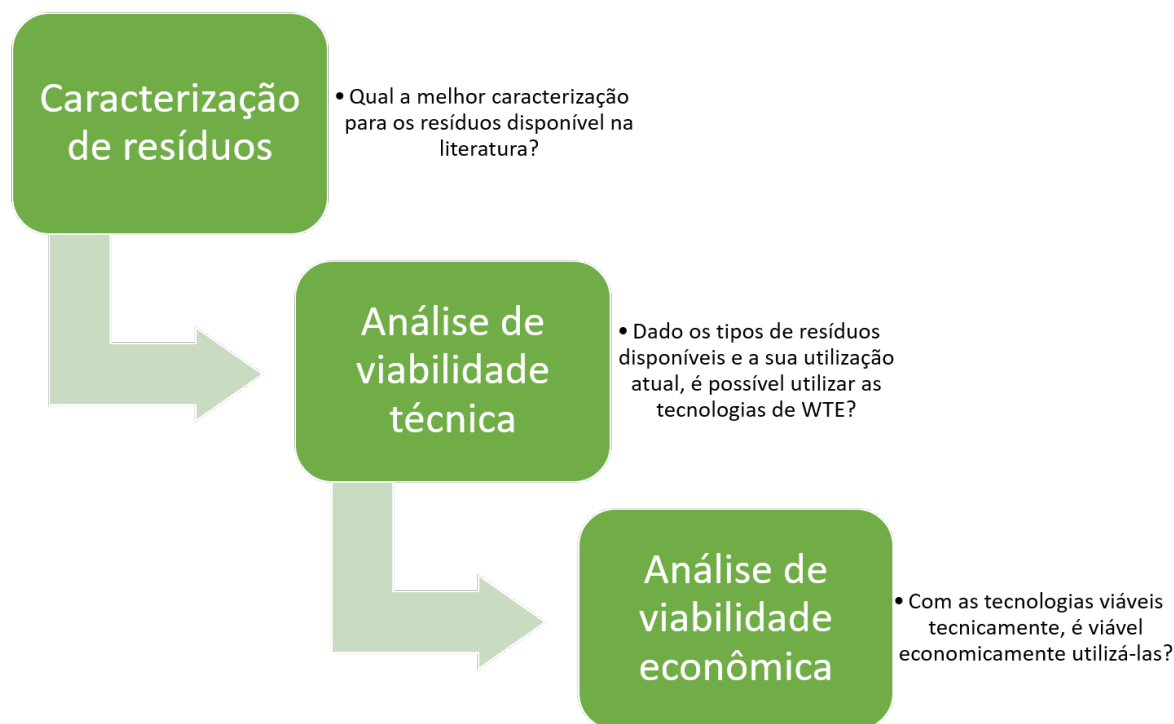 Caracterização
de resíduos
• Qual a melhor caracterização
para os resíduos disponível na
literatura?
Análise de
viabilidade
técnica
• Dado os tipos de resíduos
disponíveis e a sua utilização
atual, é possível utilizar as
tecnologias de WTE?
Análise de
viabilidade
econômica
• Com as tecnologias viáveis
tecnicamente, é viável
economicamente utilizá-las?